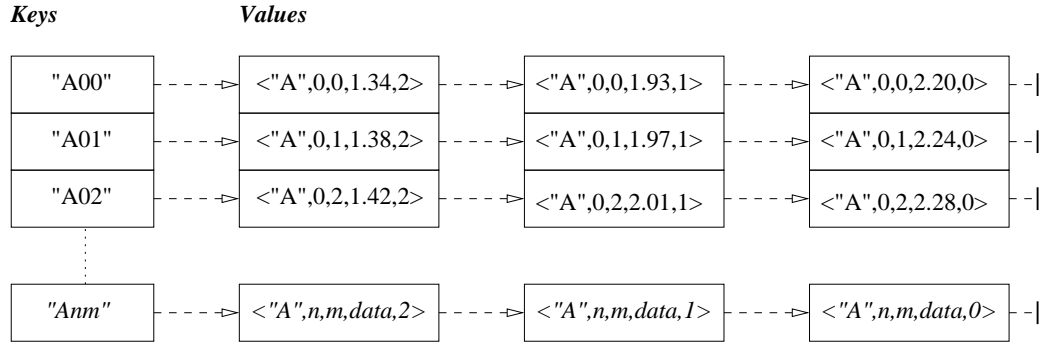 Keys Values
"A00" <"A",0,0,1.34,2> <"A",0,0,1.93,1> <"A",0,0,2.20,0>
"A01" <"A",0,1,1.38,2> <"A",0,1,1.97,1> <"A",0,1,2.24,0>
"A02" <"A",0,2,1.42,2> <"A",0,2,2.01,1> <"A",0,2,2.28,0>
"Anm" <"A",n,m,data,2> <"A",n,m,data,1> <"A",n,m,data,0>